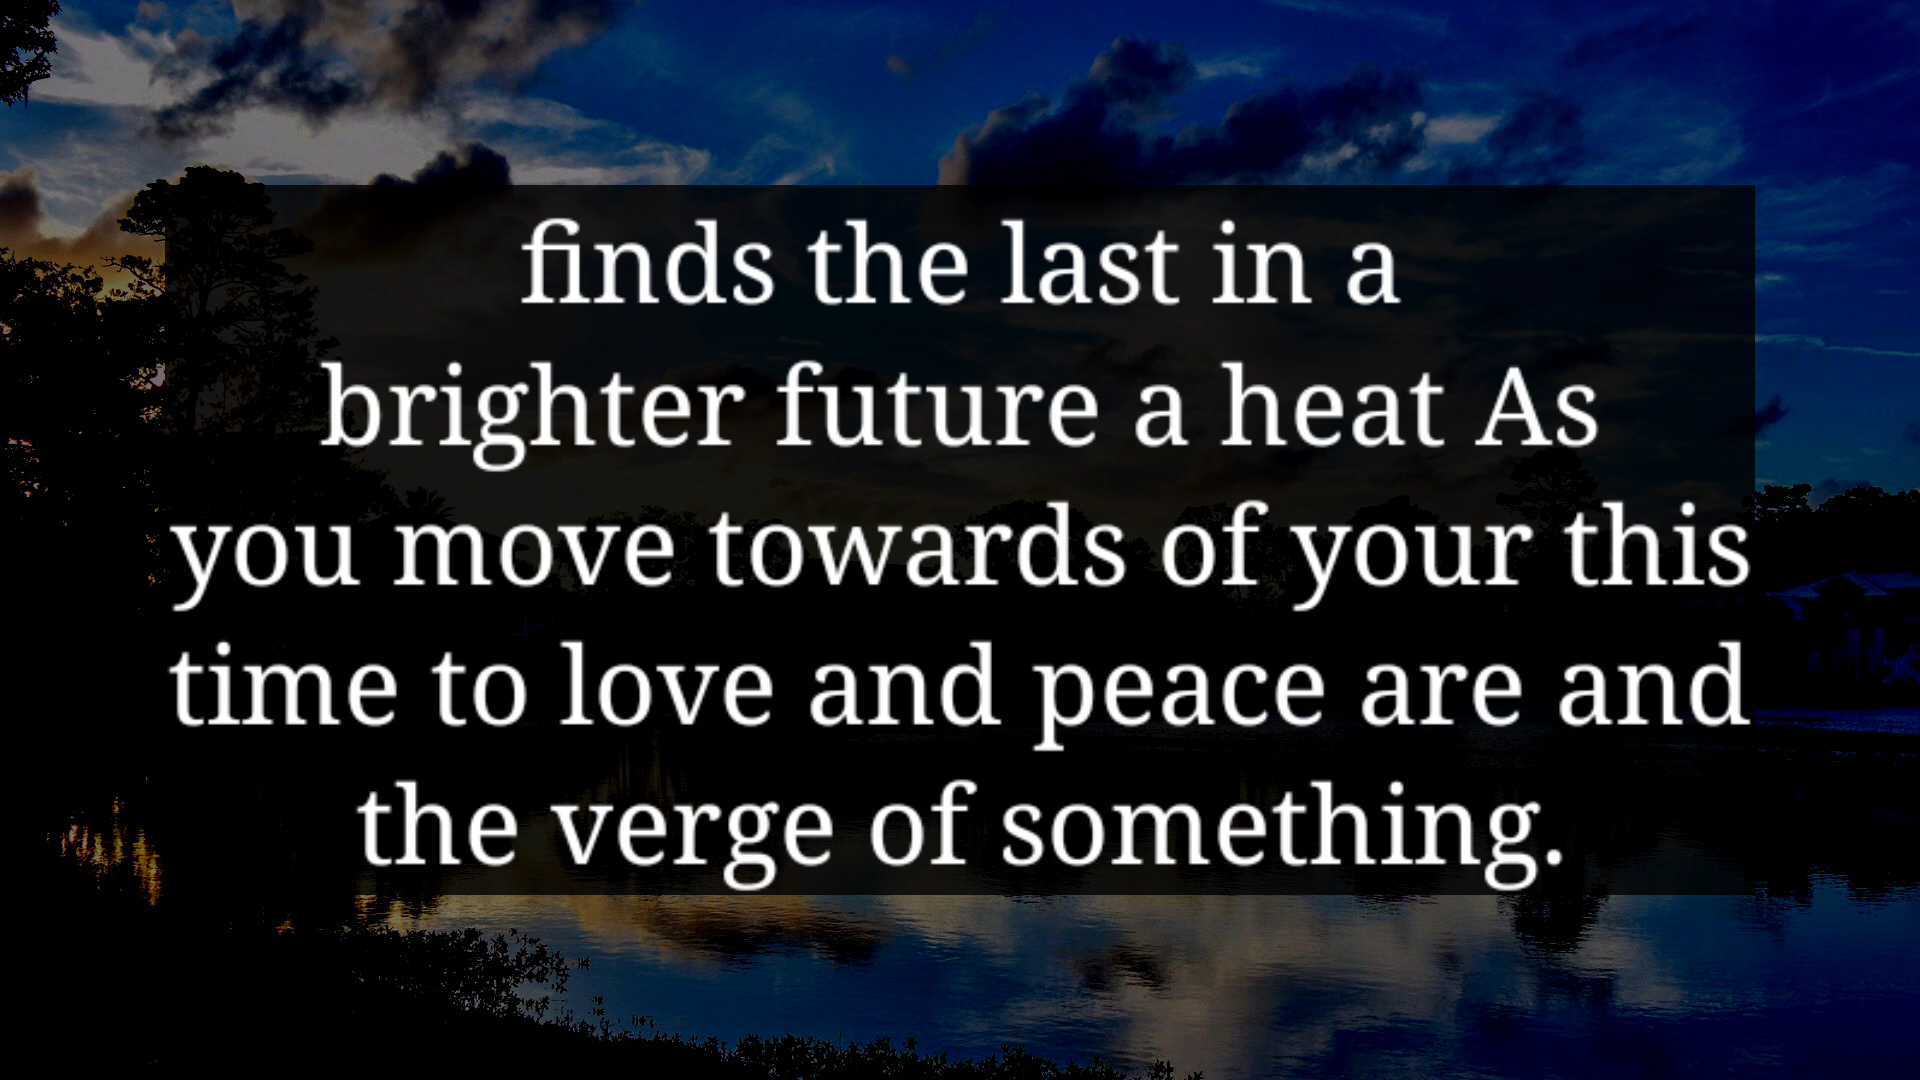 finds the last in a
brighter future a heat As
you move towards of your this
time to love and peace are and
the verge of something.